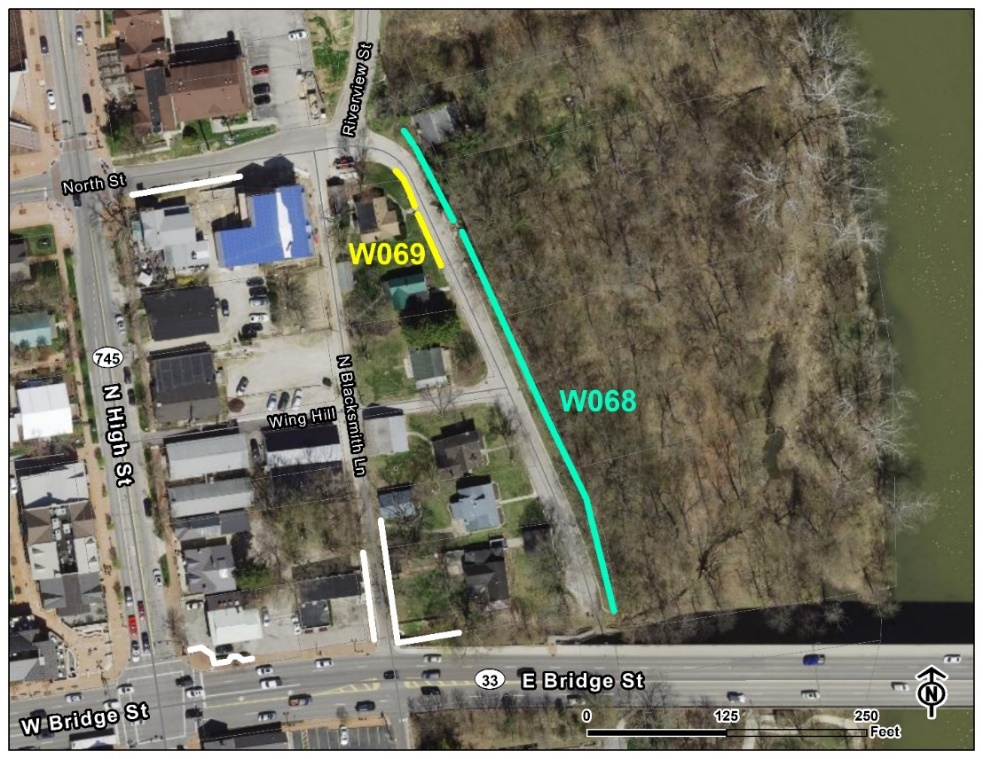 Riverview St
North St
W069
745
N High St
N Blacksmith Ln
W068
Wing Hill
33
E Bridge St
W Bridge St
N
0 125 250
Feet